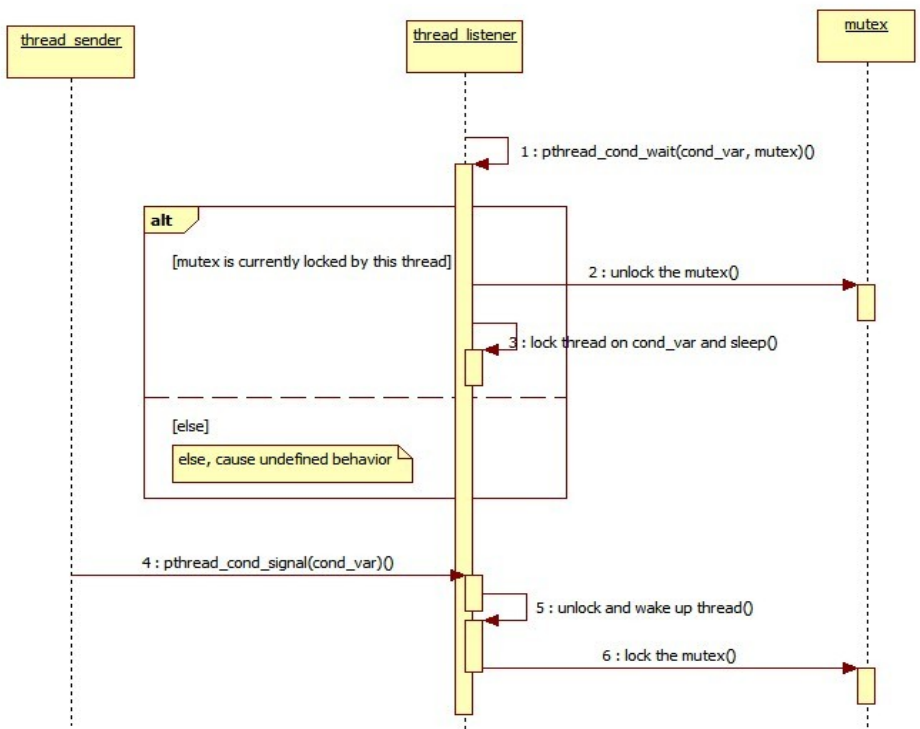 thread_sender
thread_listener
mutex
1 : pthread_cond_wait(cond_var, mutex)()
alt
[mutex is currently locked by this thread]
2 : unlock the mutex()
3 : lock thread on cond_var and sleep()
[else]
else, cause undefined behavior
4 : pthread_cond_signal(cond_var)()
5 : unlock and wake up thread()
6 : lock the mutex()